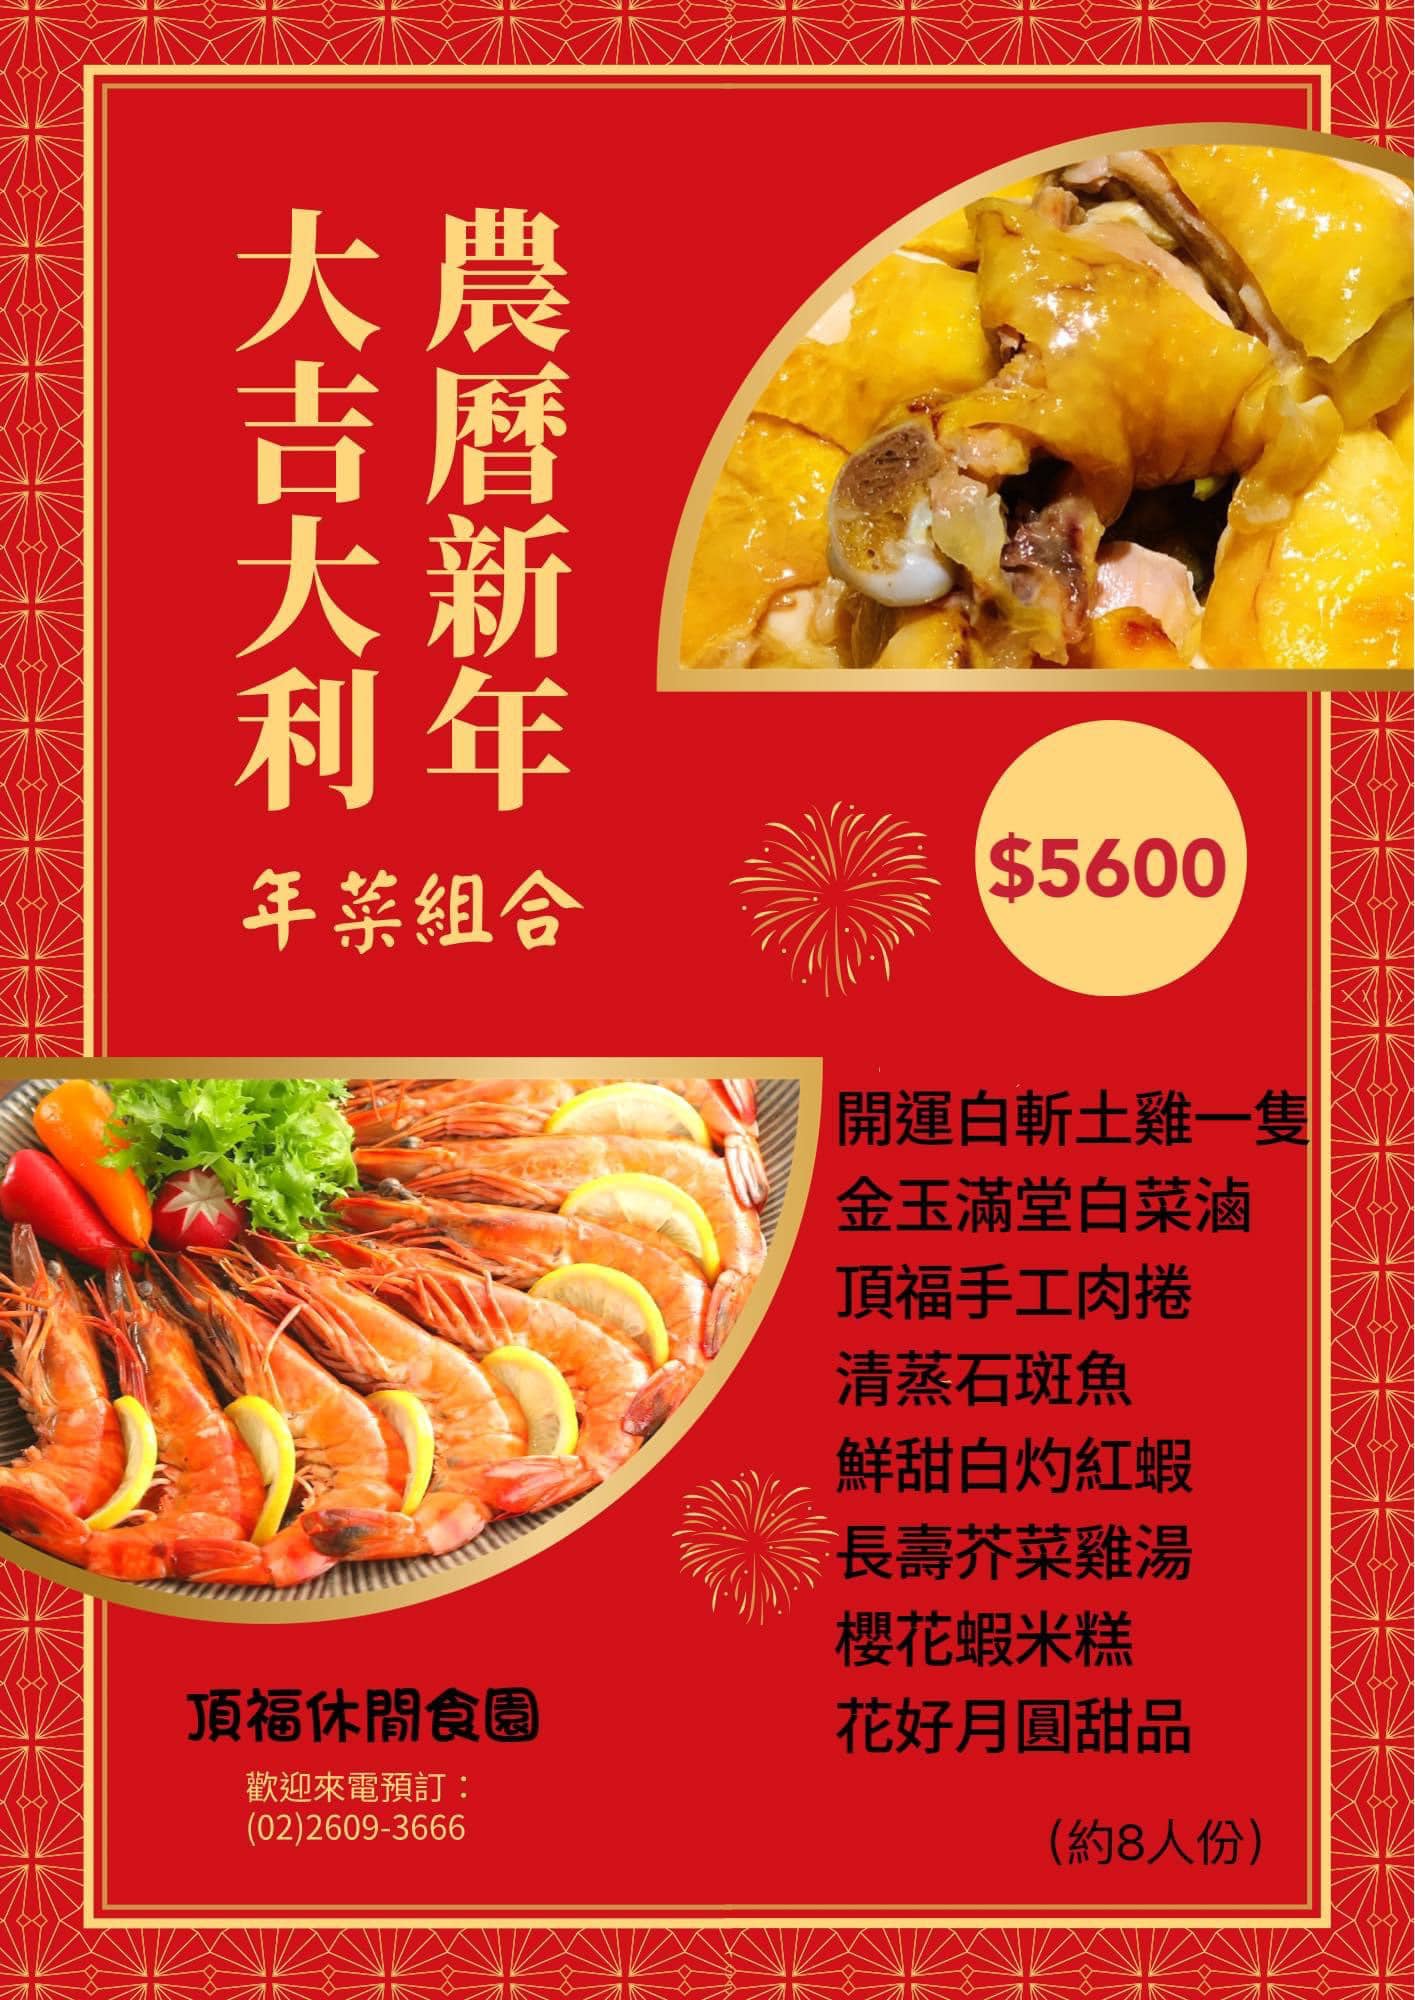 農曆新年
大吉大利
年菜組合
$5600
開運白斬土雞一隻
金玉滿堂白菜滷
頂福手工肉捲
清蒸石斑魚
鮮甜白灼紅蝦
長壽芥菜雞湯
櫻花蝦米糕
花好月圓甜品
(約8人份)
頂福休閒食園
歡迎來電預訂：
(02)2609-3666